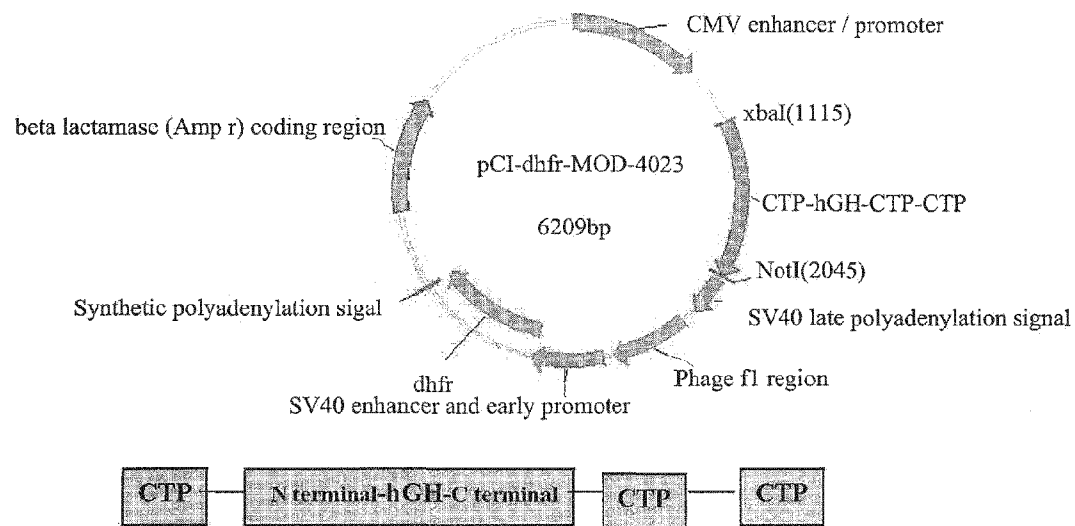 CMV enhancer / promoter
xbaI(1115)
beta lactamase (Amp r) coding region
pCI-dhfr-MOD-4023
6209bp
CTP-hGH-CTP-CTP
NotI(2045)
Synthetic polyadenylation sigal
SV40 late polyadenylation signal
Phage f1 region
dhfr
SV40 enhancer and early promoter
CTP
N terminal-hGH-C terminal
CTP
CTP